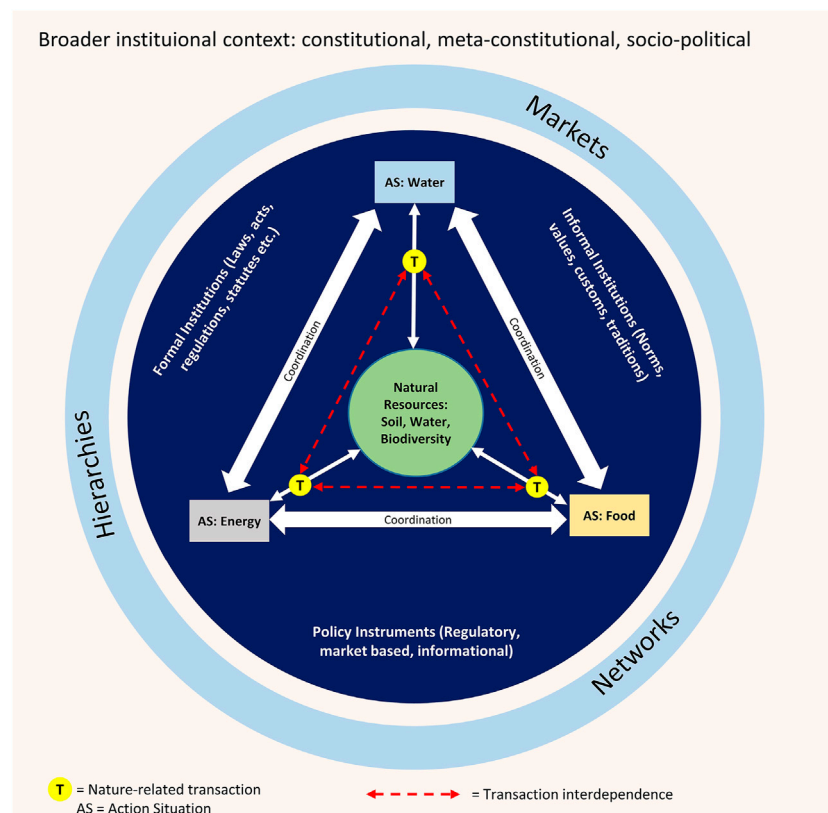 Broader instituional context: constitutional, meta-constitutional, socio-political
Markets
AS: Water
Formal Institutions (Laws, acts,
regulations, statutes etc.)
Informal Institutions (Norms,
values, customs, traditions)
T
Coordination
Coordination
Natural
Resources:
Soil, Water,
Biodiversity
Hierarchies
T
T
AS: Energy
Coordination
AS: Food
Policy Instruments (Regulatory,
market based, informational)
Networks
T = Nature-related transaction
= Transaction interdependence
AS = Action Situation